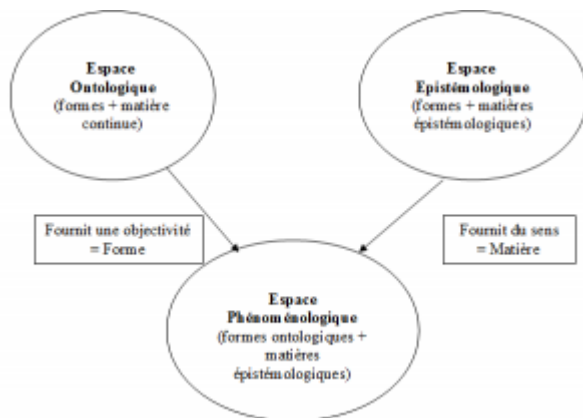 Espace
Ontologique
(formes + matière
continue)
Espace
Epistémologique
(formes + matières
épistémologiques)
Fournit une objectivité
= Forme
Fournit du sens
= Matière
Espace
Phénoménologique
(formes ontologiques +
matières
épistémologiques)